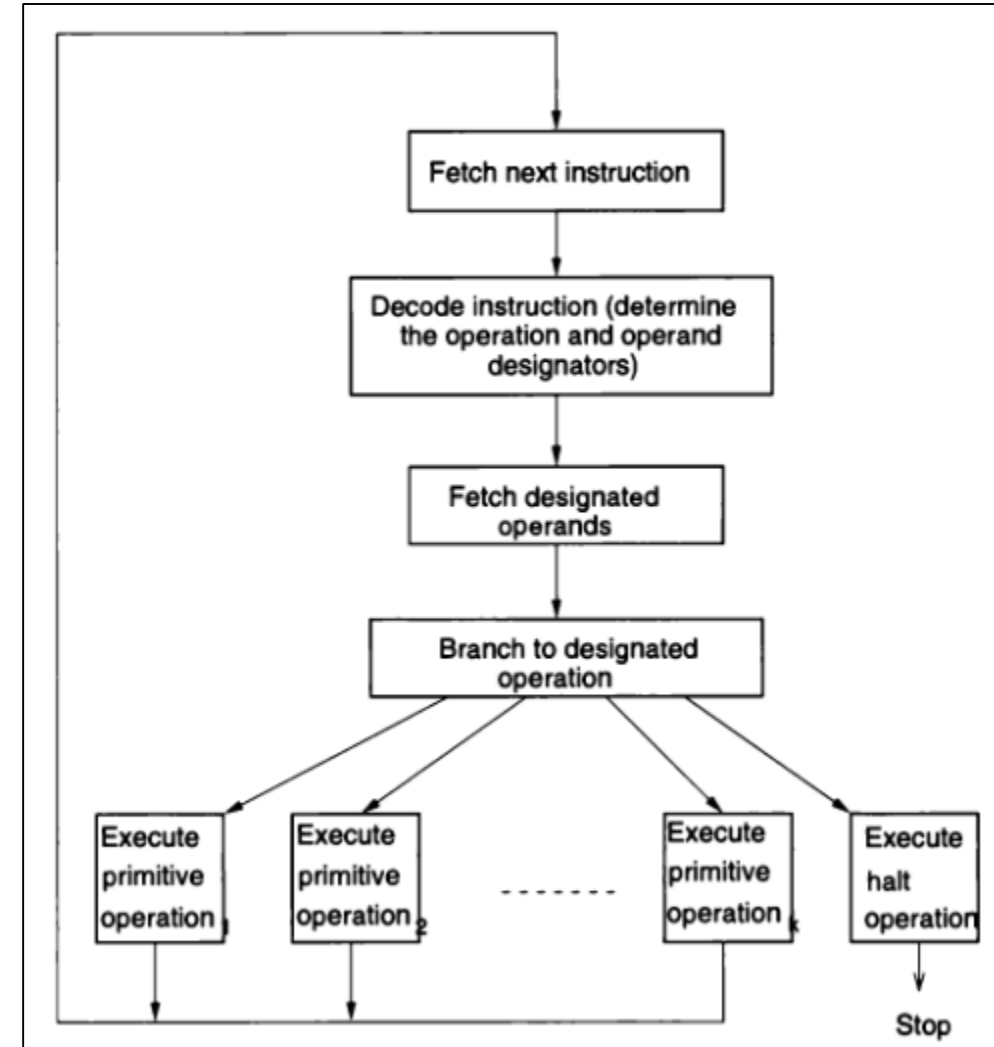 Fetch next instruction
Decode instruction (determine
the operation and operand
designators)
Fetch designated
operands
Branch to designated
operation
Execute
primitive
operation 1
Execute
primitive
operation 2
Execute
primitive
operation k
Execute
halt
operation
Stop